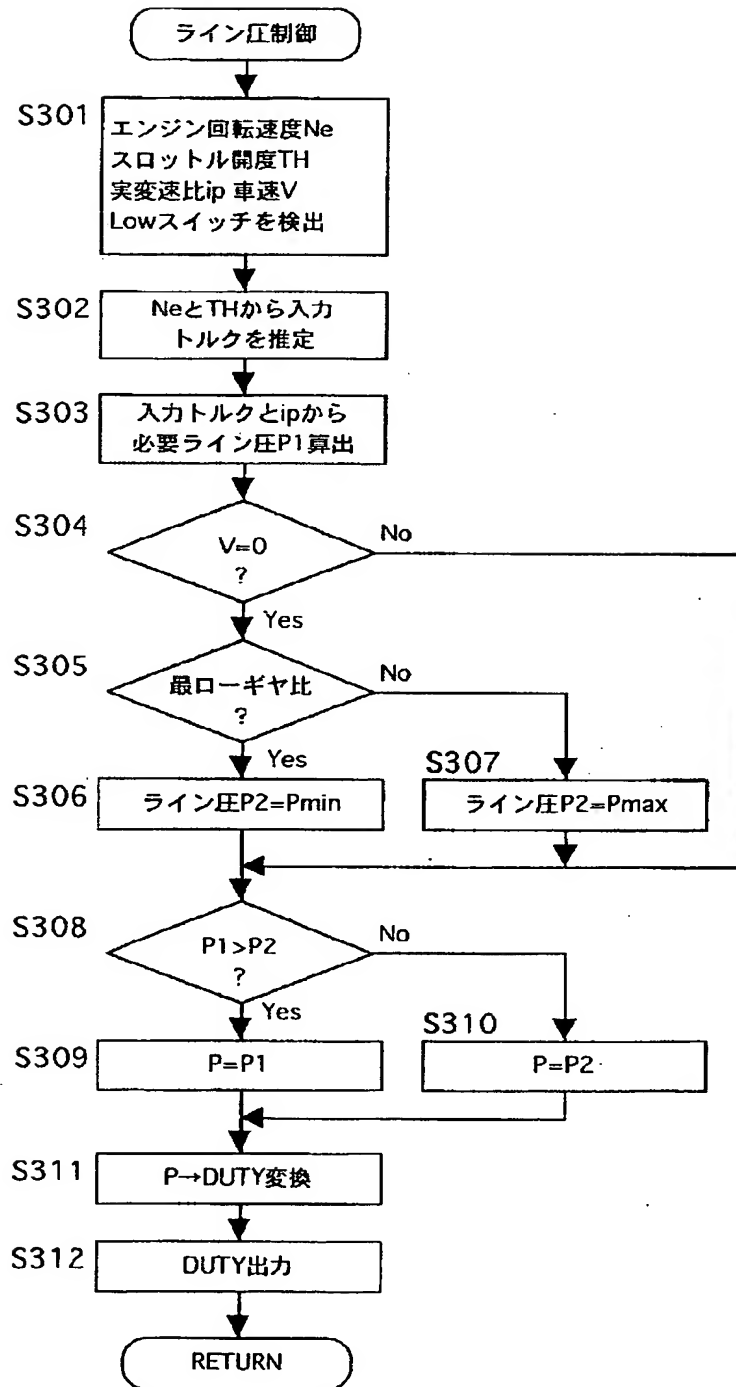 ライン圧制御
S301
エンジン回転速度Ne
スロットル開度TH
実変速比ip 車速V
Lowスイッチを検出
S302
NeとTHから入力
トルクを推定
S303
入力トルクとipから
必要ライン圧P1算出
S304
V=0
?
No
Yes
S305
最ローギヤ比
?
No
Yes
S306
ライン圧P2=Pmin
S307
ライン圧P2=Pmax
S308
P1>P2
?
No
Yes
S309
P=P1
S310
P=P2
S311
P→DUTY変換
S312
DUTY出力
RETURN